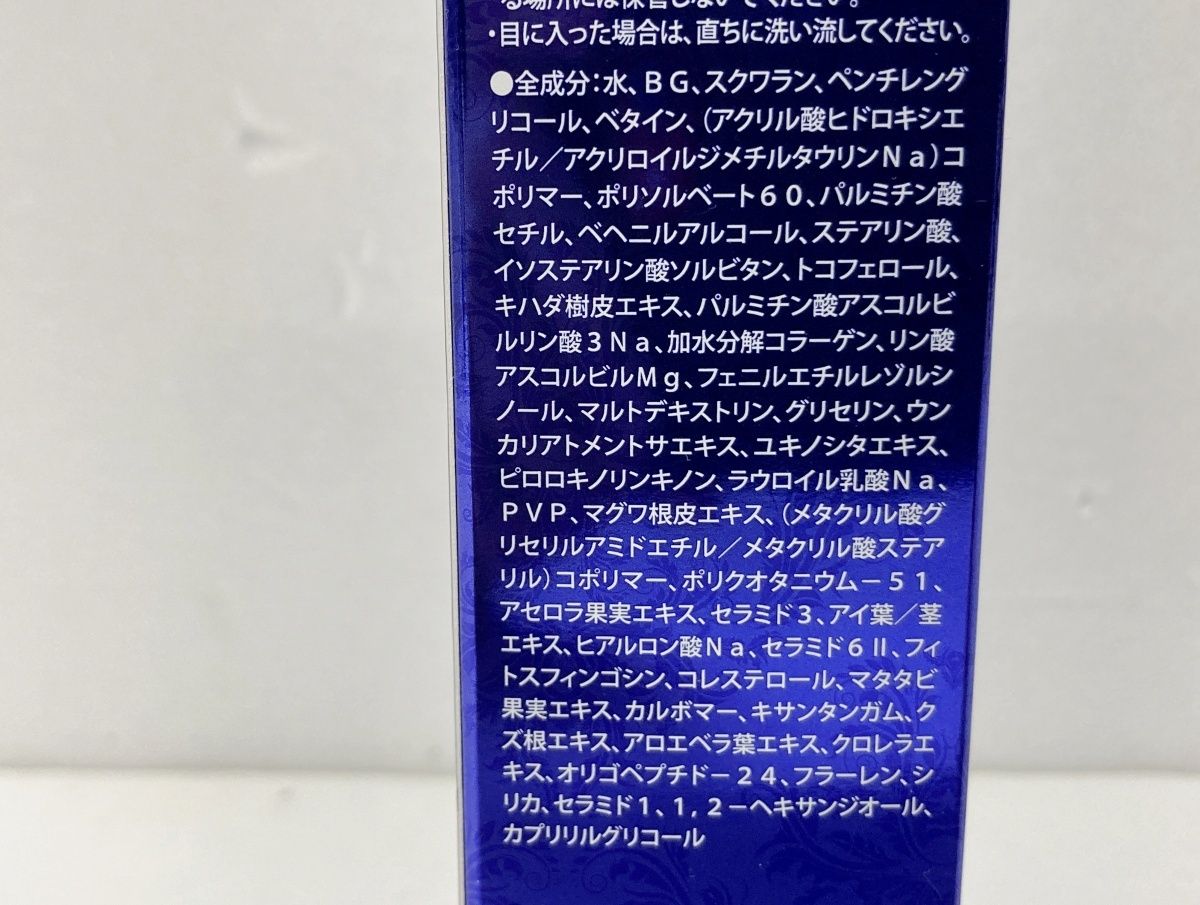 る場所には保管しないでください。
・目に入った場合は、直ちに洗い流してください。
●全成分：水、ＢＧ、スクワラン、ペンチレング
リコール、ベタイン、（アクリル酸ヒドロキシエ
チル／アクリロイルジメチルタウリンＮａ）コ
ポリマー、ポリソルベート６０、パルミチン酸
セチル、ベヘニルアルコール、ステアリン酸、
イソステアリン酸ソルビタン、トコフェロール、
キハダ樹皮エキス、パルミチン酸アスコルビ
ルリン酸３Ｎａ、加水分解コラーゲン、リン酸
アスコルビルＭｇ、フェニルエチルレゾルシ
ノール、マルトデキストリン、グリセリン、ウン
カリアトメントサエキス、ユキノシタエキス、
ピロロキノリンキノン、ラウロイル乳酸Ｎａ、
ＰＶＰ、マグワ根皮エキス、（メタクリル酸グ
リセリルアミドエチル／メタクリル酸ステア
リル）コポリマー、ポリクオタニウム－５１、
アセロラ果実エキス、セラミド３、アイ葉／茎
エキス、ヒアルロン酸Ｎａ、セラミド６Ⅱ、フィ
トスフィンゴシン、コレステロール、マタタビ
果実エキス、カルボマー、キサンタンガム、ク
ズ根エキス、アロエベラ葉エキス、クロレラエ
キス、オリゴペプチド－２４、フラーレン、シ
リカ、セラミド１、１，２－ヘキサンジオール、
カプリリルグリコール